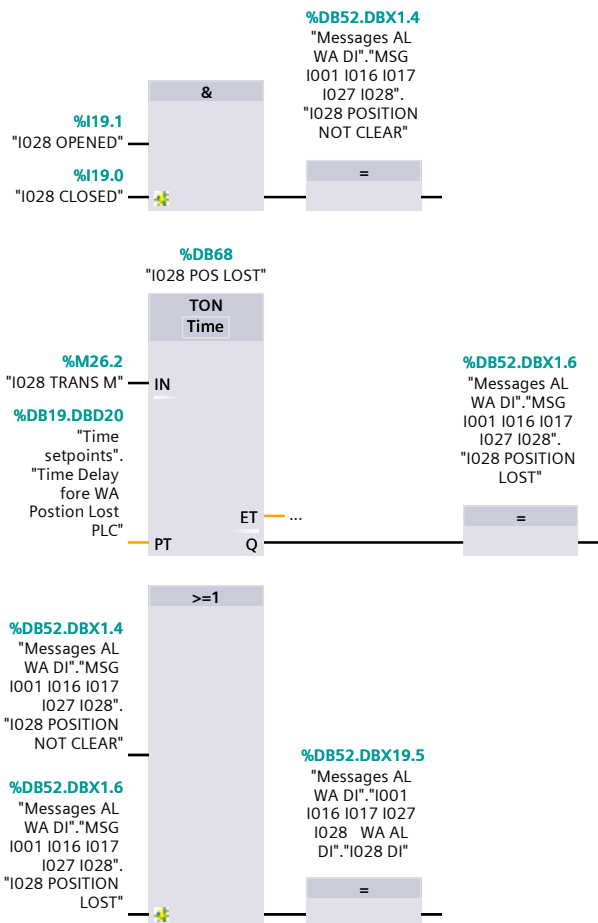 %DB52.DBX1.4
"Messages AL
WA DI"."MSG
I001 I016 I017
I027 I028".
"I028 POSITION
NOT CLEAR"
&
%I19.1
"I028 OPENED"
%I19.0
"I028 CLOSED"
=
%DB68
"I028 POS LOST"
TON
Time
%M26.2
"I028 TRANS M"
IN
%DB19.DBD20
"Time
setpoints".
"Time Delay
fore WA
Postion Lost
PLC"
PT
ET
...
Q
%DB52.DBX1.6
"Messages AL
WA DI"."MSG
I001 I016 I017
I027 I028".
"I028 POSITION
LOST"
=
>=1
%DB52.DBX1.4
"Messages AL
WA DI"."MSG
I001 I016 I017
I027 I028".
"I028 POSITION
NOT CLEAR"
%DB52.DBX1.6
"Messages AL
WA DI"."MSG
I001 I016 I017
I027 I028".
"I028 POSITION
LOST"
%DB52.DBX19.5
"Messages AL
WA DI"."I001
I016 I017 I027
I028 WA AL
DI"."I028 DI"
=